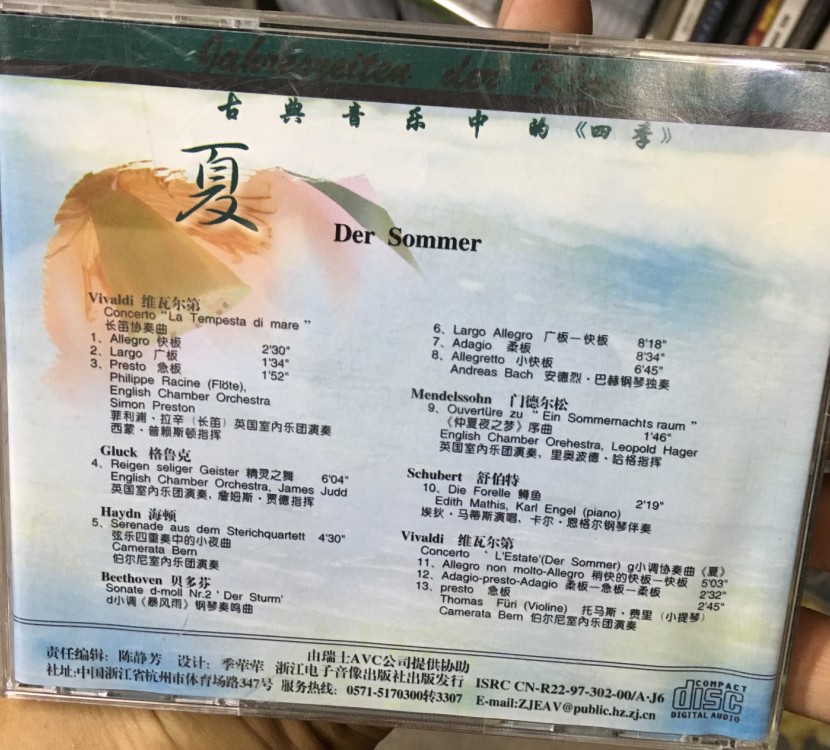 Jahreszeiten der
古典音乐中的《四季》
夏
Der Sommer
Vivaldi 维瓦尔第
Concerto "La Tempesta di mare"
长笛协奏曲
1、Allegro 快板 2'30"
2、Largo 广板 1'34"
3、Presto 急板 1'52"
Philippe Racine (Flöte),
English Chamber Orchestra
Simon Preston
菲利浦·拉辛（长笛）英国室内乐团演奏
西蒙·普赖斯顿指挥
Gluck 格鲁克
4、Reigen seliger Geister 精灵之舞 6'04"
English Chamber Orchestra, James Judd
英国室内乐团演奏，詹姆斯·贾德指挥
Haydn 海顿
5、Serenade aus dem Sterichquartett 4'30"
弦乐四重奏中的小夜曲
Camerata Bern
伯尔尼室内乐团演奏
Beethoven 贝多芬
Sonate d-moll Nr.2 'Der Sturm'
d小调《暴风雨》钢琴奏鸣曲
6、Largo Allegro 广板—快板 8'18"
7、Adagio 柔板 8'34"
8、Allegretto 小快板 6'45"
Andreas Bach 安德烈·巴赫钢琴独奏
Mendelssohn 门德尔松
9、Ouvertüre zu "Ein Sommernachts raum"
《仲夏夜之梦》序曲 1'46"
English Chamber Orehestra, Leopold Hager
英国室内乐团演奏、里奥波德·哈格指挥
Schubert 舒伯特
10、Die Forelle 鳟鱼 2'19"
Edith Mathis, Karl Engel (piano)
埃狄·马蒂斯演唱、卡尔·恩格尔钢琴伴奏
Vivaldi 维瓦尔第
Concerto 'L'Estate'(Der Sommer) g小调协奏曲《夏》
11、Allegro non molto-Allegro 稍快的快板—快板 5'03"
12、Adagio-presto-Adagio 柔板—急板—柔板 2'32"
13、presto 急板 2'45"
Thomas Füri (Violine) 托马斯·费里（小提琴）
Camerata Bern 伯尔尼室内乐团演奏
由瑞士AVC公司提供协助
责任编辑：陈静芳 设计：季荦荦 浙江电子音像出版社出版发行 ISRC CN-R22-97-302-00/A·J6
社址:中国浙江省杭州市体育场路347号 服务热线：0571-5170300转3307 E-mail:ZJEAV@public.hz.zj.cn
COMPACT
disc
DIGITAL AUDIO